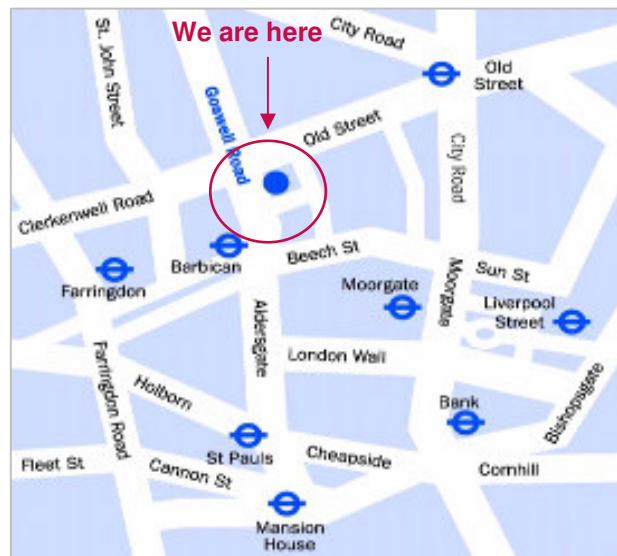 We are here
City Road
St. John Street
Goswell Road
Old
Street
Old Street
City Road
Clerkenwell Road
Barbican
Beech St
Farringdon
Moorgate
Moorgate
Sun St
Liverpool
Street
Aldersgate
London Wall
Farringdon Road
Holborn
Bank
Bishopsgate
St Pauls
Cheapside
Cornhill
Fleet St
Cannon St
Mansion
House